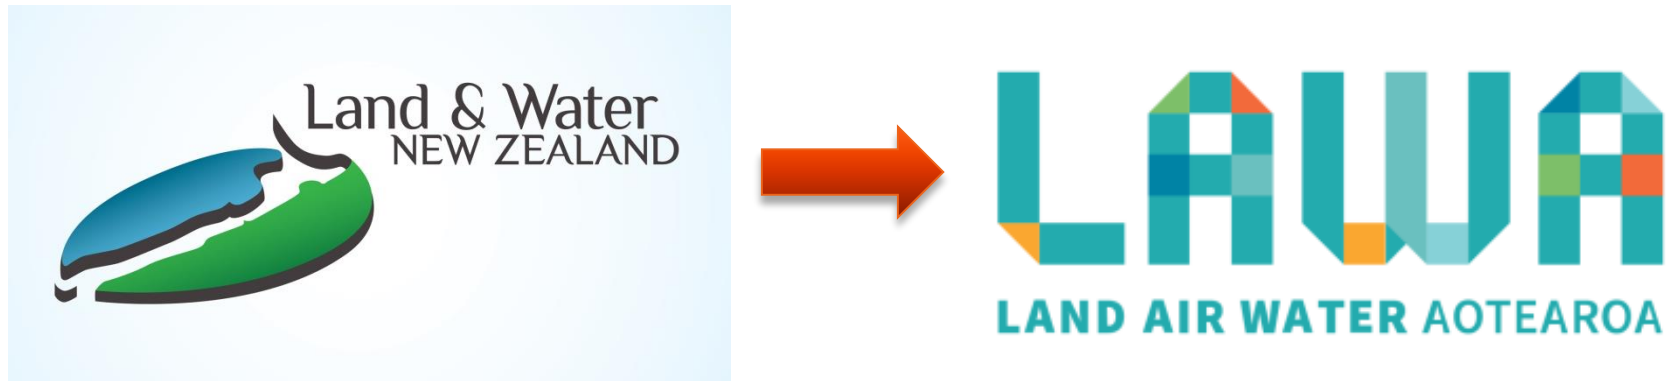 Land & Water
NEW ZEALAND
LAWA
LAND AIR WATER AOTEAROA